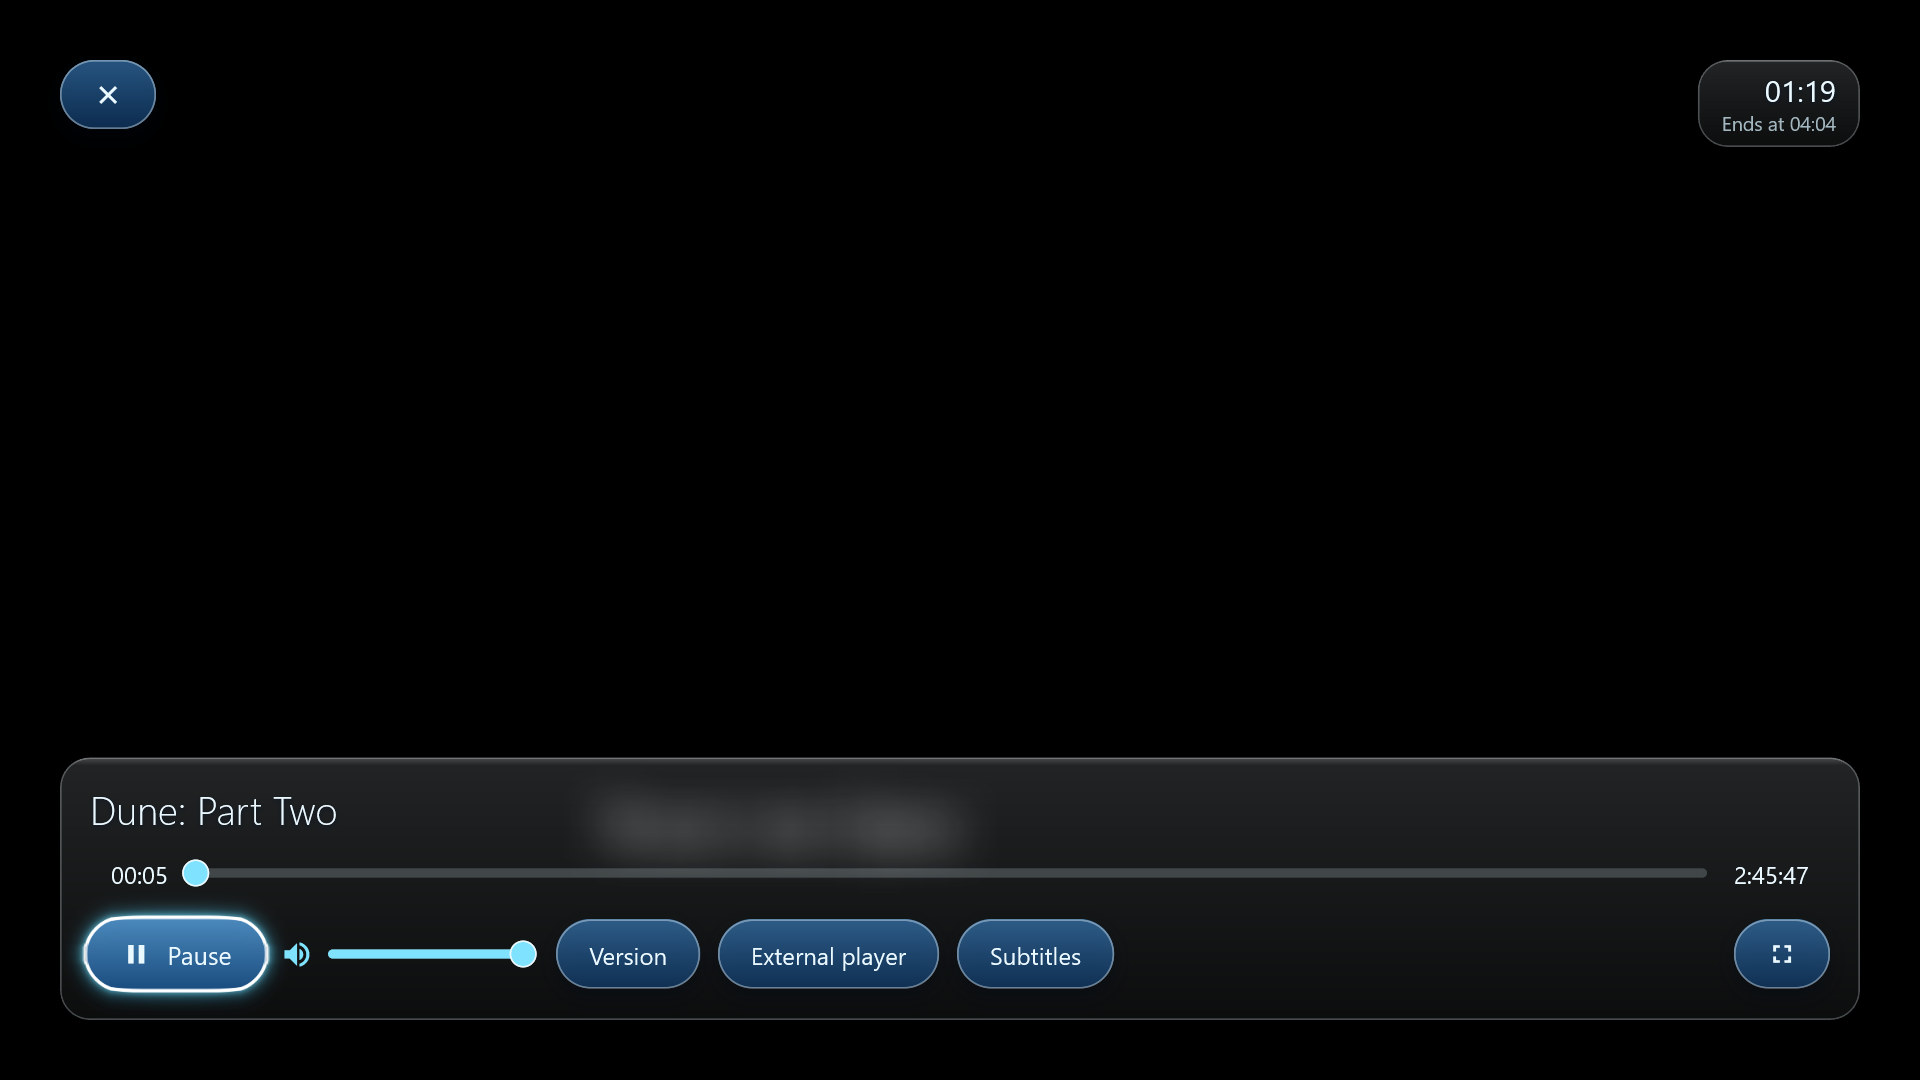 01:19
Ends at 04:04
Dune: Part Two
00:05
2:45:47
Pause
Version
External player
Subtitles